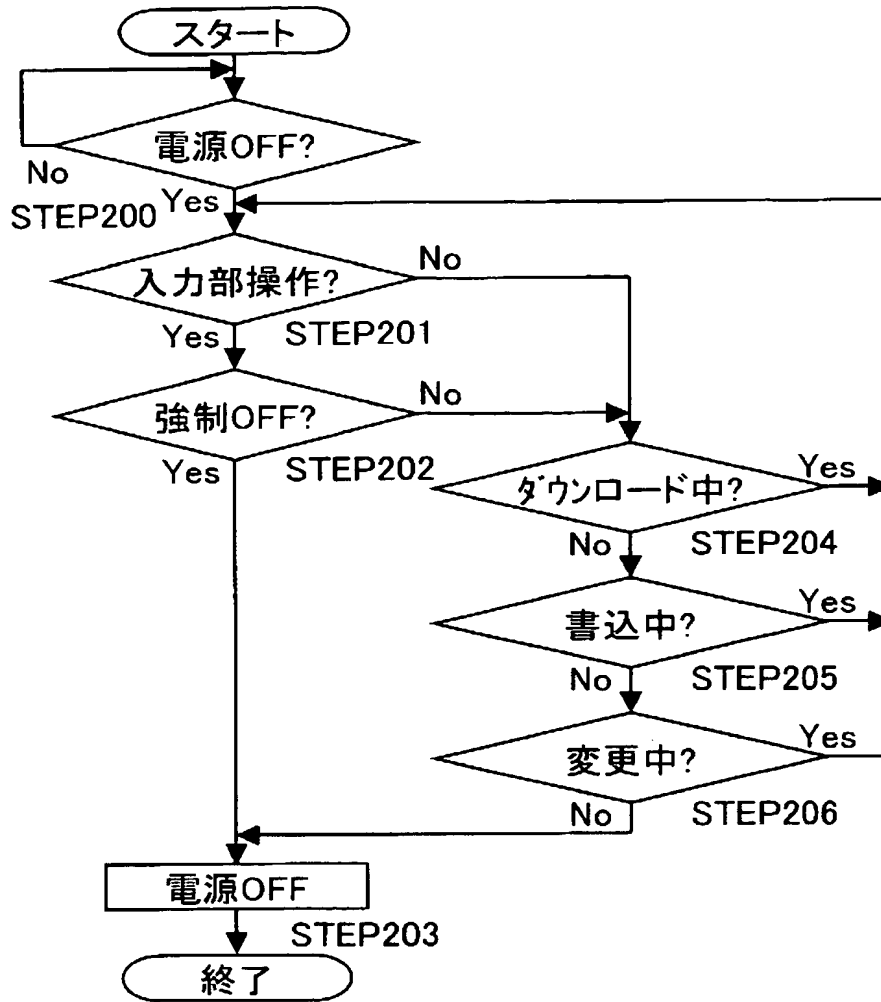 スタート
電源OFF?
No
Yes
STEP200
入力部操作?
No
Yes
STEP201
強制OFF?
No
Yes
STEP202
ダウンロード中?
Yes
No
STEP204
書込中?
Yes
No
STEP205
変更中?
Yes
No
STEP206
電源OFF
STEP203
終了